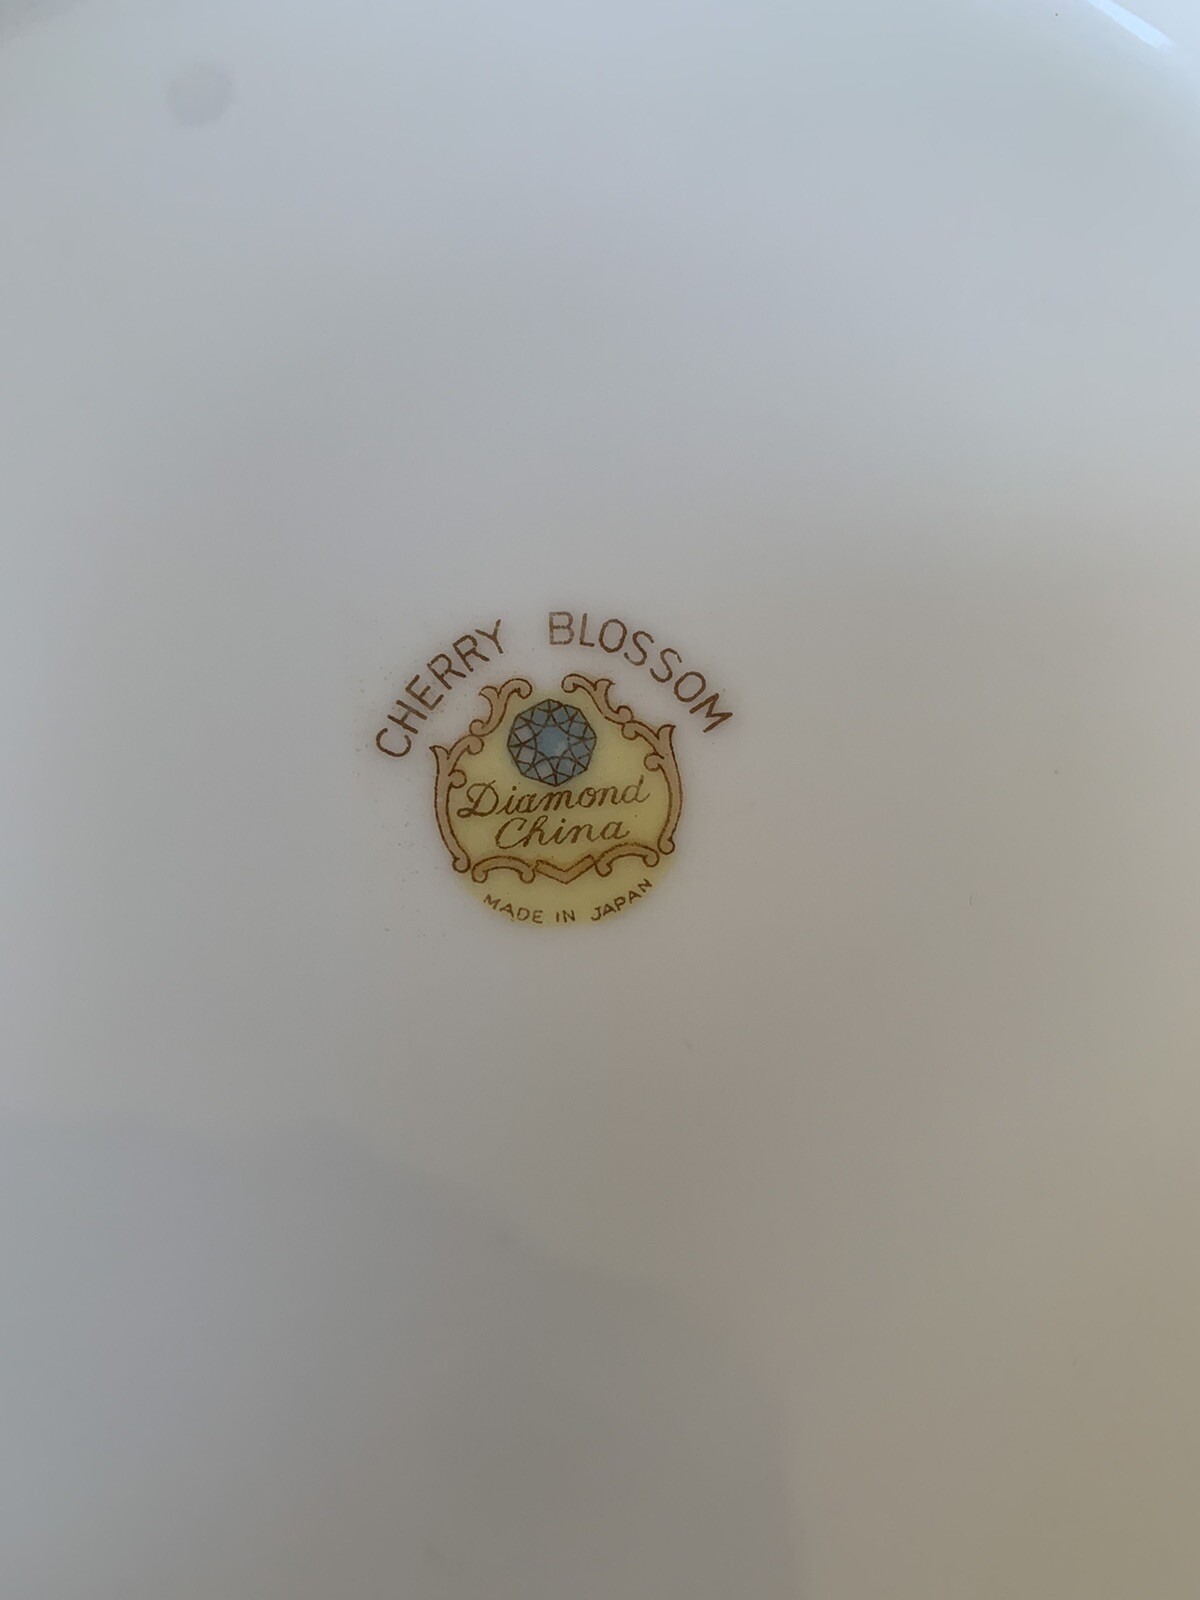 CHERRY BLOSSOM
Diamond
China
MADE IN JAPAN